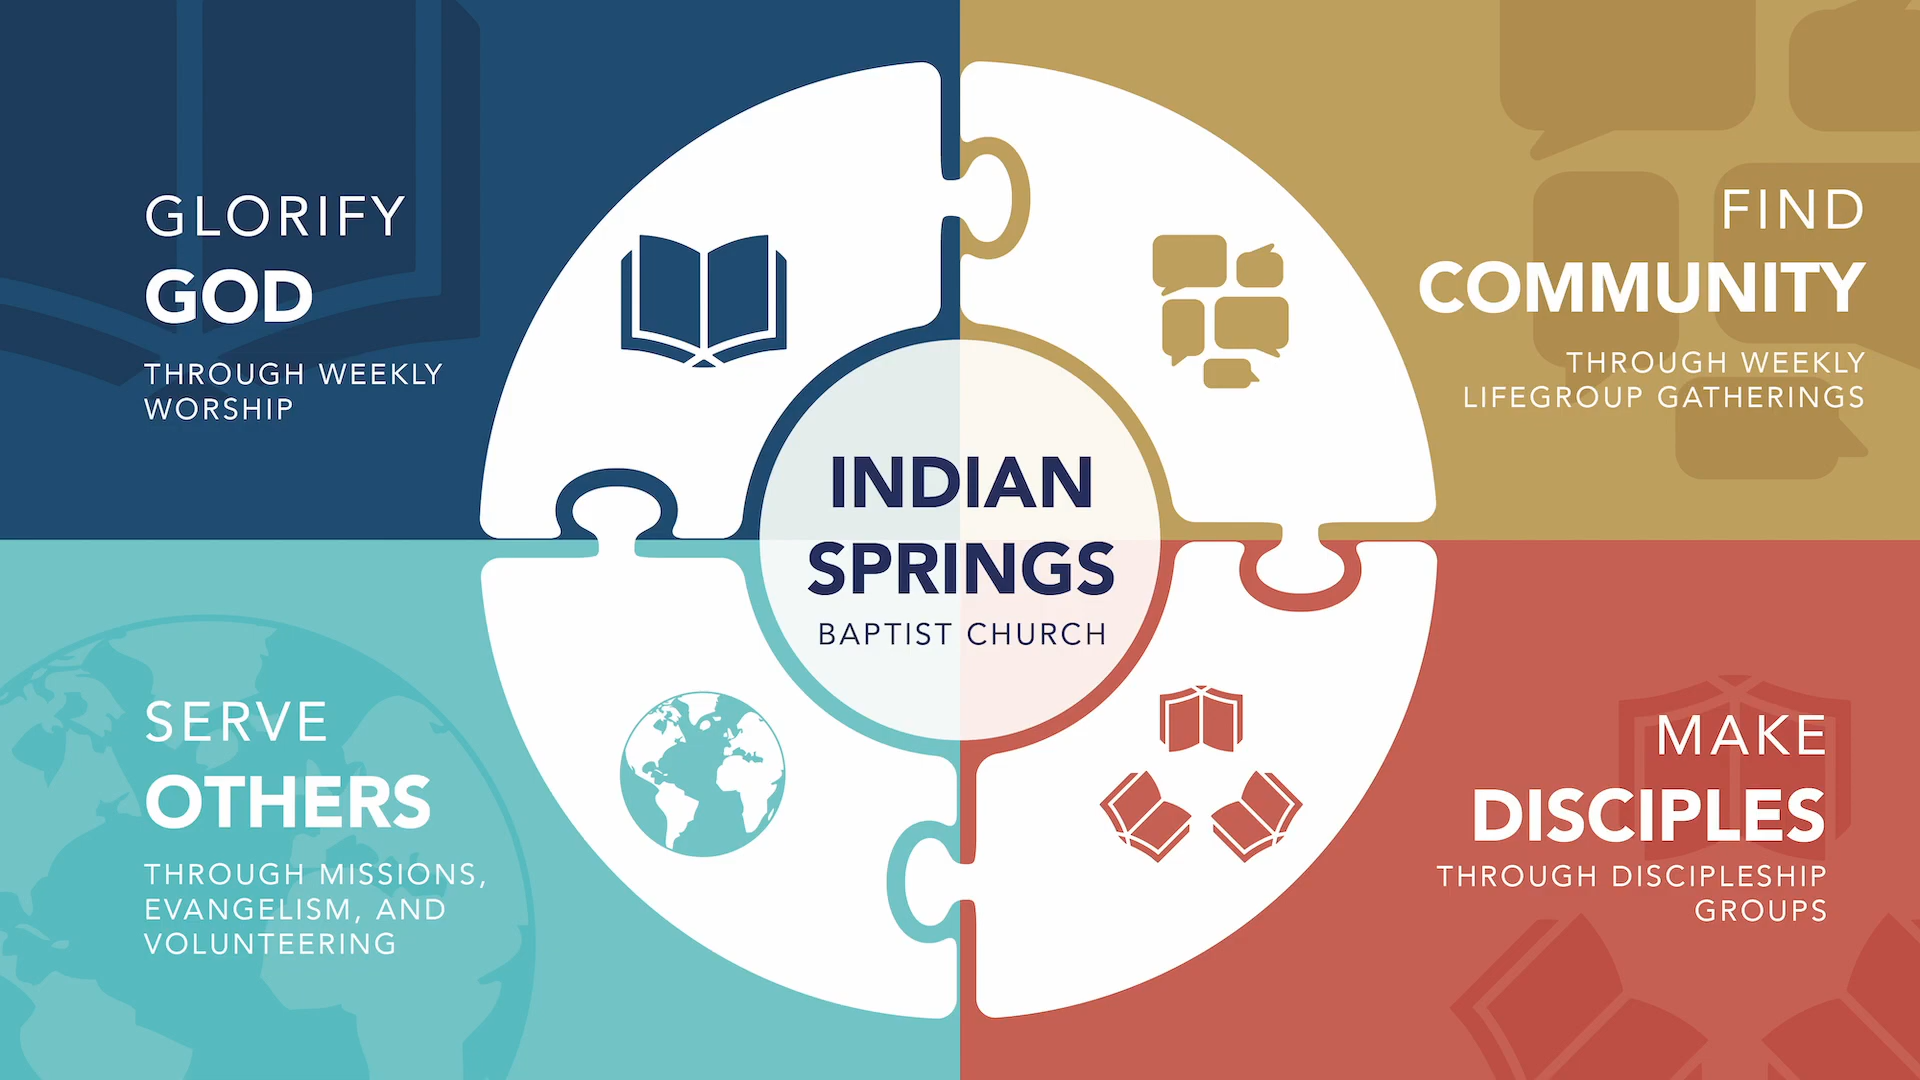 GLORIFY
GOD
THROUGH WEEKLY
WORSHIP
FIND
COMMUNITY
THROUGH WEEKLY
LIFEGROUP GATHERINGS
INDIAN
SPRINGS
BAPTIST CHURCH
SERVE
OTHERS
THROUGH MISSIONS,
EVANGELISM, AND
VOLUNTEERING
MAKE
DISCIPLES
THROUGH DISCIPLESHIP
GROUPS